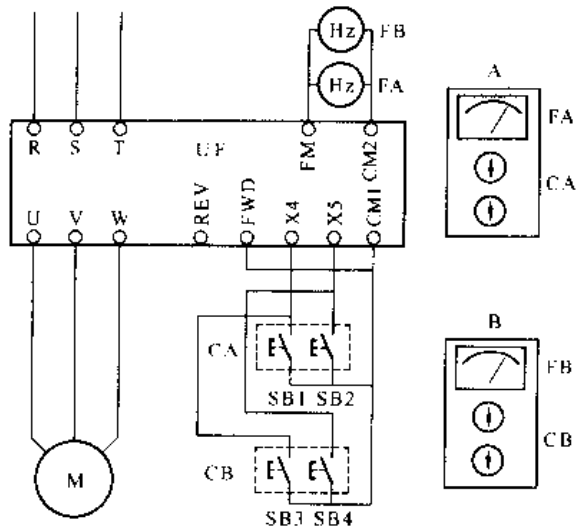 Hz FB
A
Hz FA
FA
R S T UF FM CM2
CA
U V W REV FWD X4 X5 CM1
B
CA
FB
SB1 SB2
CB
M
CB
SB3 SB4